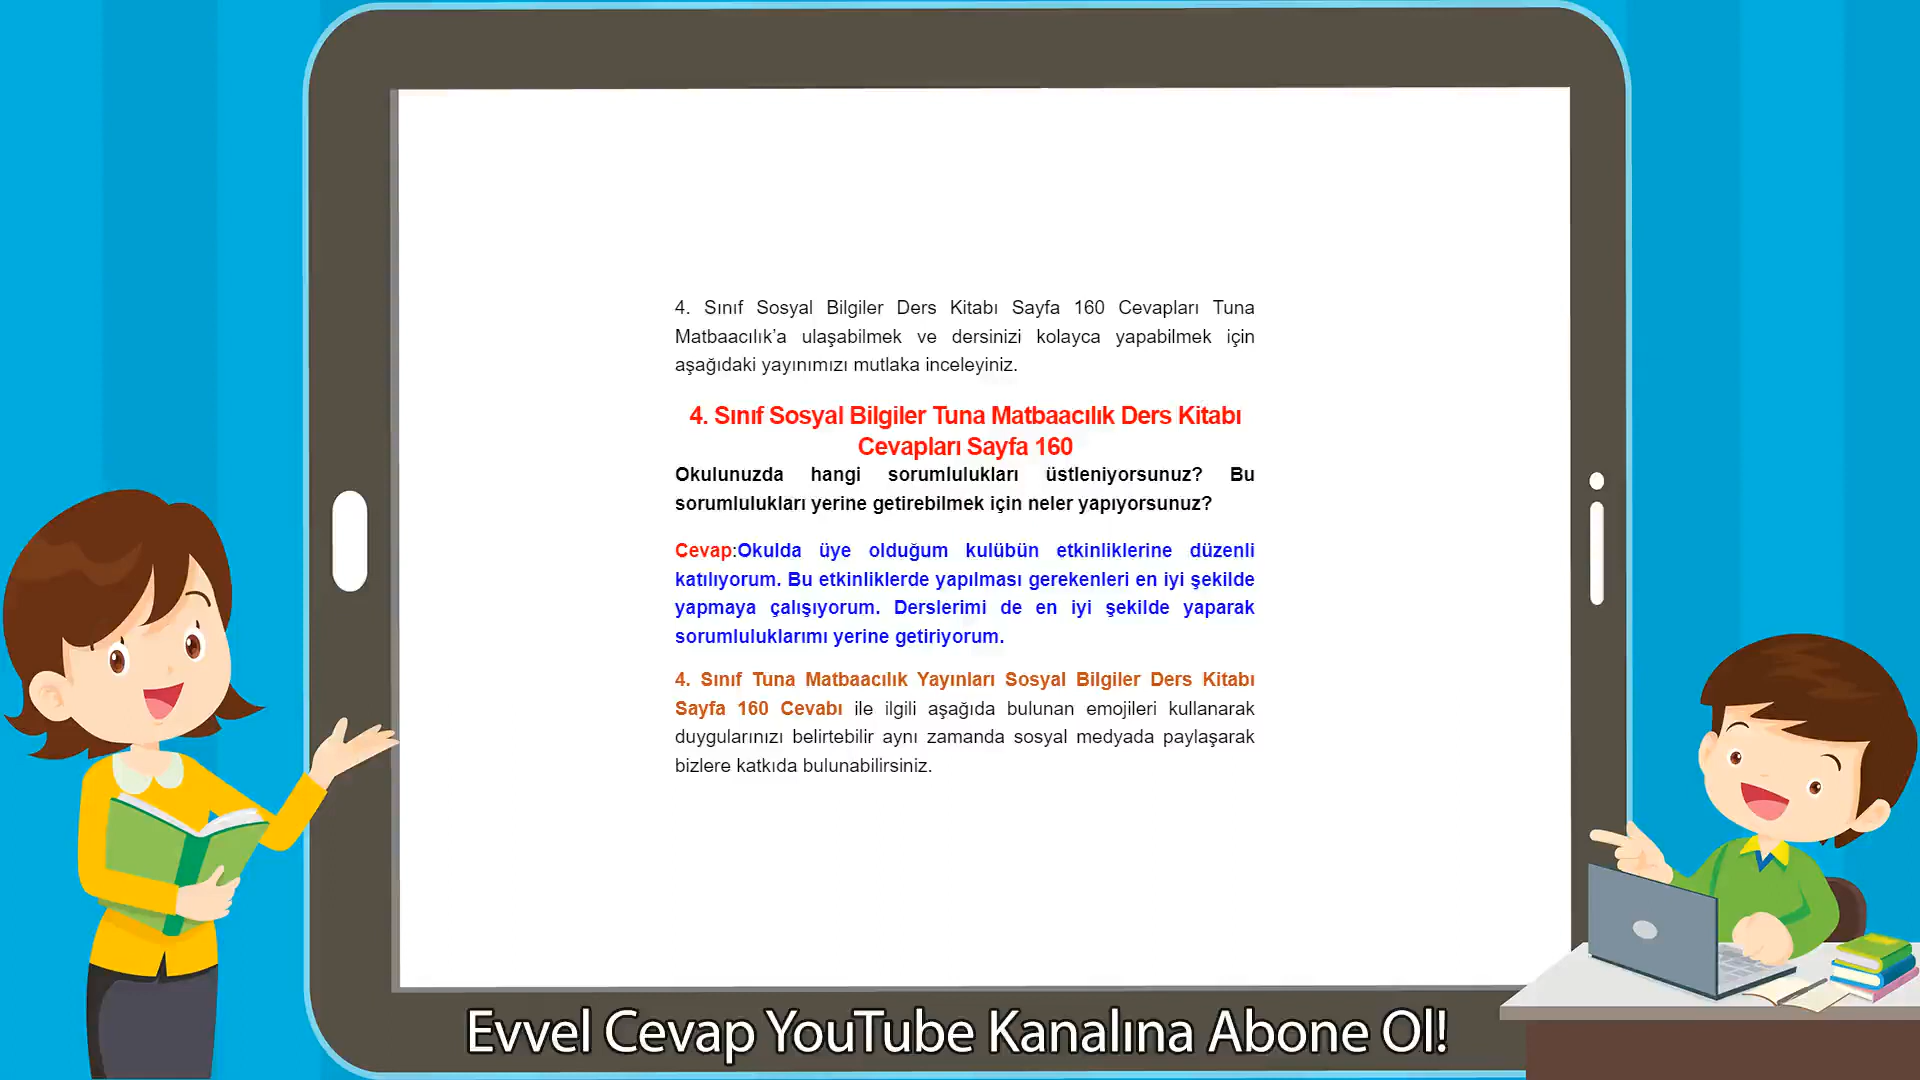 4. Sınıf Sosyal Bilgiler Ders Kitabı Sayfa 160 Cevapları Tuna
Matbaacılık’a ulaşabilmek ve dersinizi kolayca yapabilmek için
aşağıdaki yayınımızı mutlaka inceleyiniz.
4. Sınıf Sosyal Bilgiler Tuna Matbaacılık Ders Kitabı
Cevapları Sayfa 160
Okulunuzda hangi sorumlulukları üstleniyorsunuz? Bu
sorumlulukları yerine getirebilmek için neler yapıyorsunuz?
Cevap:Okulda üye olduğum kulübün etkinliklerine düzenli
katılıyorum. Bu etkinliklerde yapılması gerekenleri en iyi şekilde
yapmaya çalışıyorum. Derslerimi de en iyi şekilde yaparak
sorumluluklarımı yerine getiriyorum.
4. Sınıf Tuna Matbaacılık Yayınları Sosyal Bilgiler Ders Kitabı
Sayfa 160 Cevabı ile ilgili aşağıda bulunan emojileri kullanarak
duygularınızı belirtebilir aynı zamanda sosyal medyada paylaşarak
bizlere katkıda bulunabilirsiniz.
Evvel Cevap YouTube Kanalına Abone Ol!